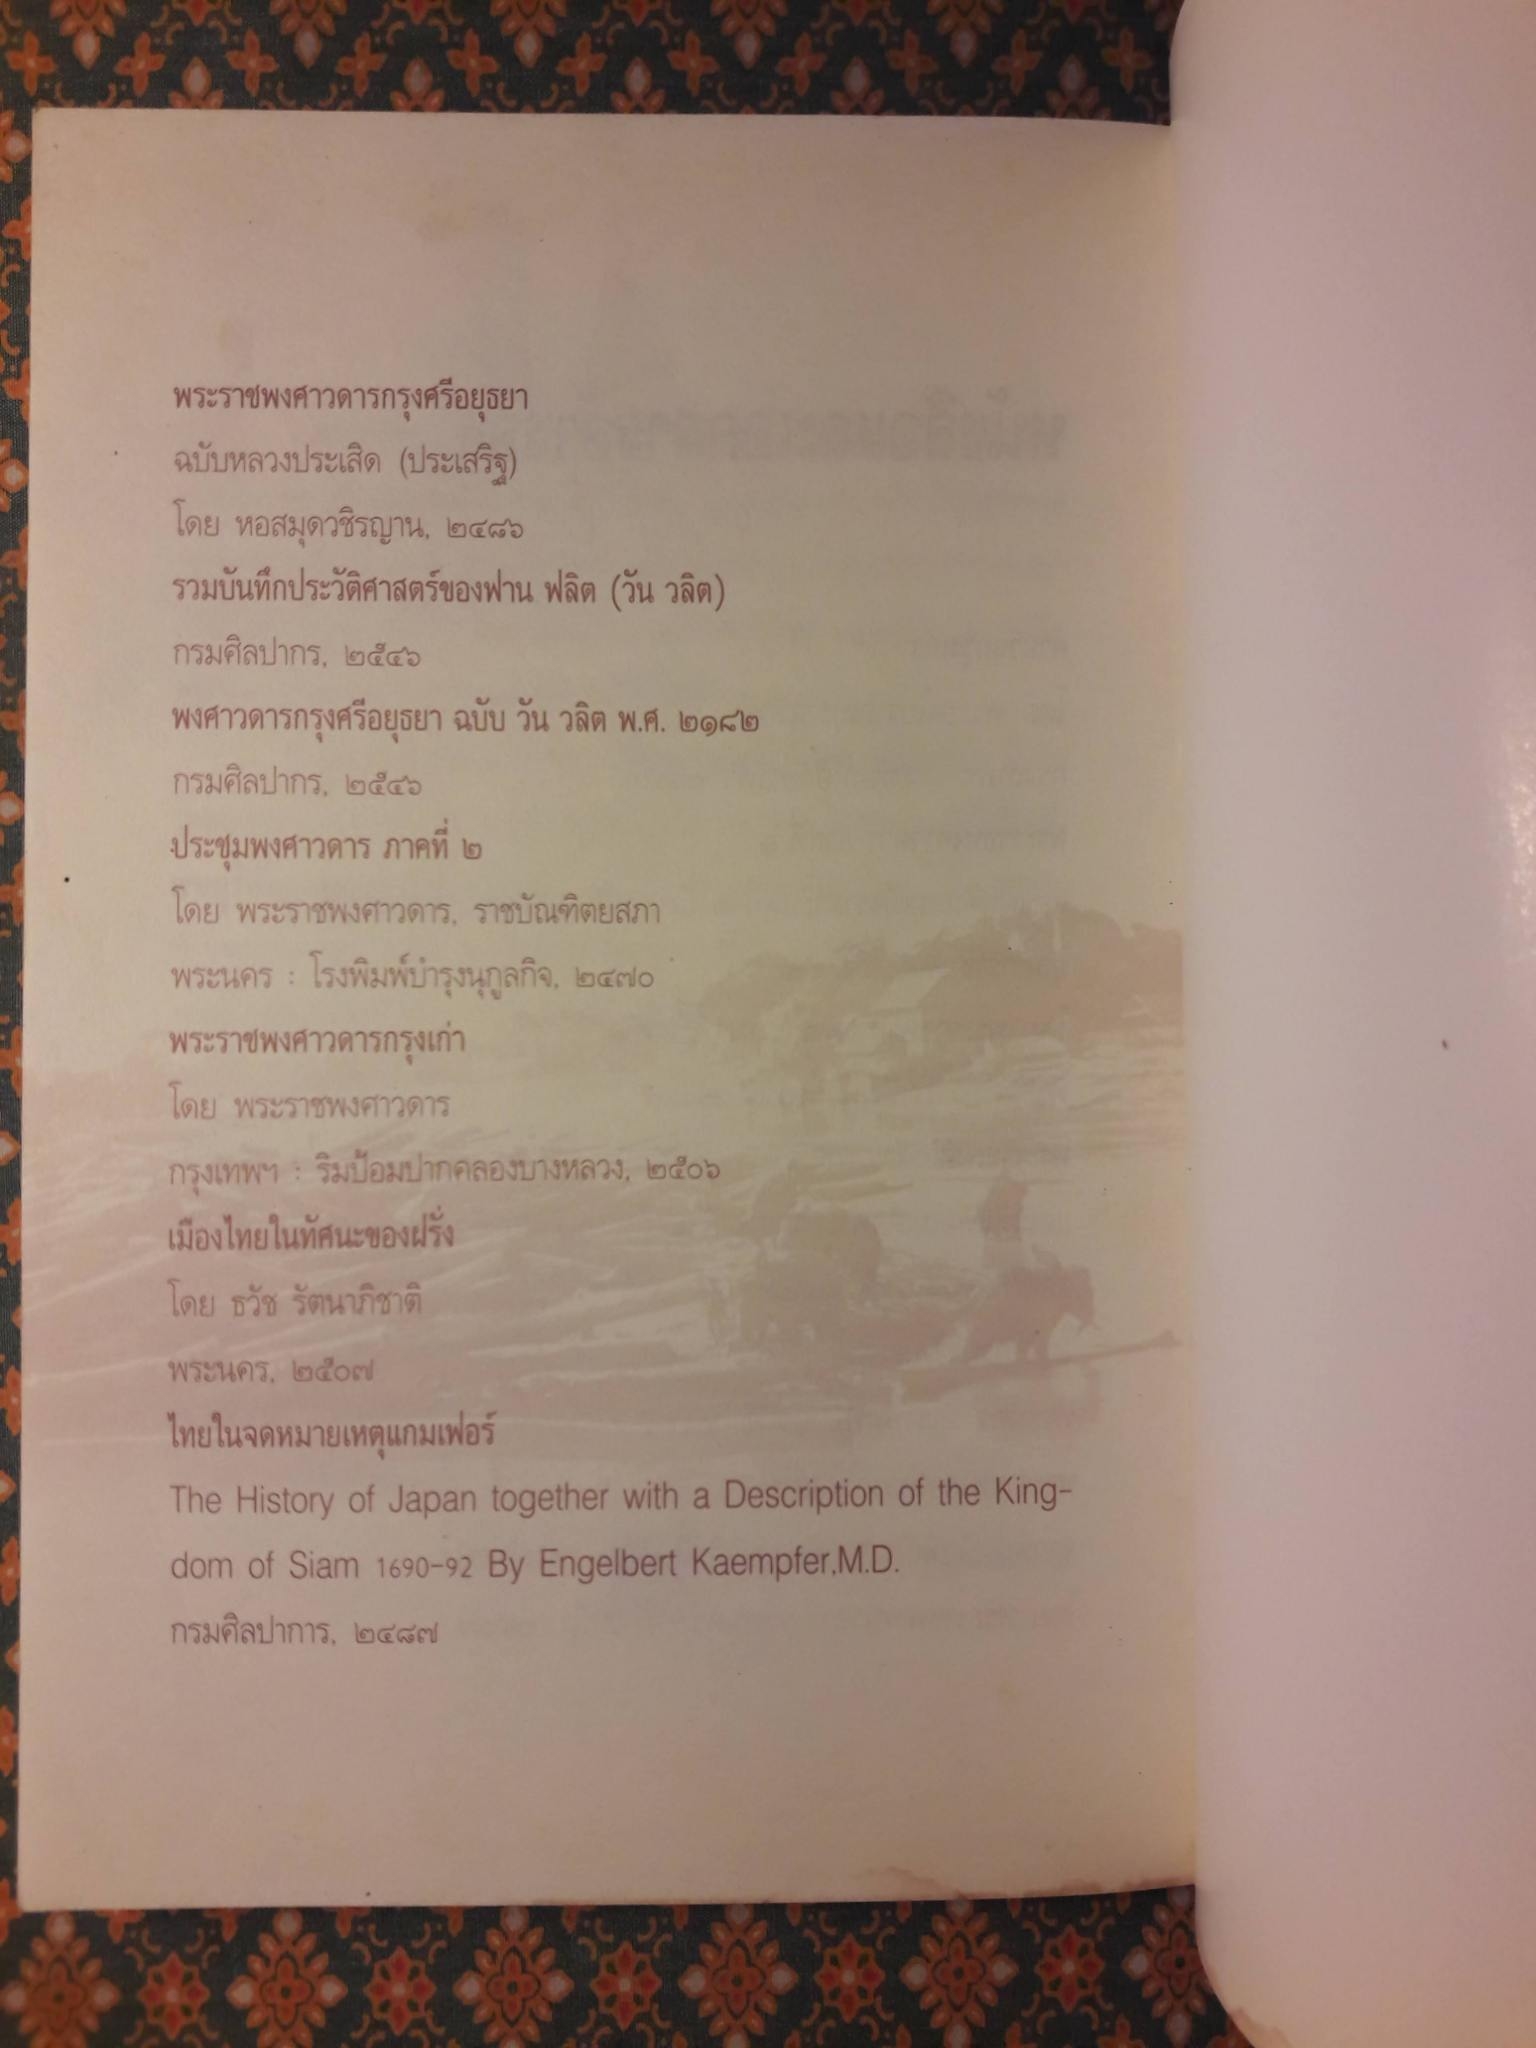 พระราชพงศาวดารกรุงศรีอยุธยา
ฉบับหลวงประเสิด (ประเสริฐ)
โดย หอสมุดวชิรญาน, ๒๔๘๖
รวมบันทึกประวัติศาสตร์ของฟาน ฟลิต (วัน วลิต)
กรมศิลปากร, ๒๕๔๖
พงศาวดารกรุงศรีอยุธยา ฉบับ วัน วลิต พ.ศ. ๒๑๘๒
กรมศิลปากร, ๒๕๔๖
ประชุมพงศาวดาร ภาคที่ ๒
โดย พระราชพงศาวดาร, ราชบัณฑิตยสภา
พระนคร : โรงพิมพ์บำรุงนุกูลกิจ, ๒๔๗๐
พระราชพงศาวดารกรุงเก่า
โดย พระราชพงศาวดาร
กรุงเทพฯ : ริมป้อมปากคลองบางหลวง, ๒๕๐๖
เมืองไทยในทัศนะของฝรั่ง
โดย ธวัช รัตนาภิชาติ
พระนคร, ๒๕๐๗
ไทยในจดหมายเหตุแกมเฟอร์
The History of Japan together with a Description of the King-
dom of Siam 1690-92 By Engelbert Kaempfer,M.D.
กรมศิลปาการ, ๒๔๘๗